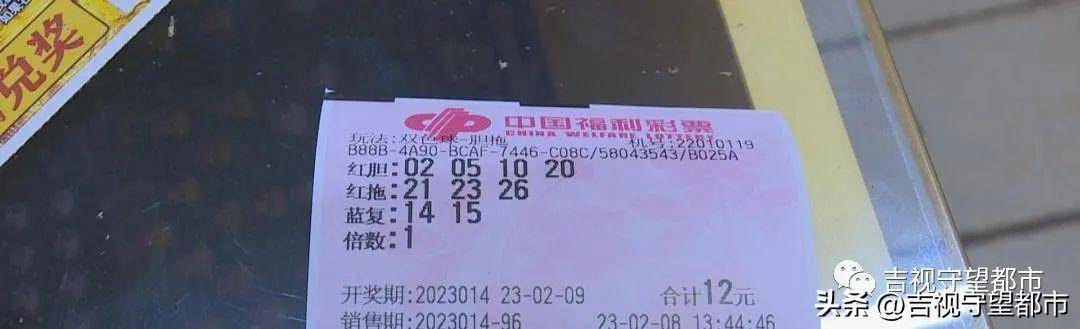 兑奖
中国福利彩票
CHINA WELFARE LOTTERY
玩法:双色球-胆拖 机号:22010119
B88B-4A90-BCAF-7446-C08C/58043543/B025A
红胆:02 05 10 20
红拖:21 23 26
蓝复:14 15
倍数:1
开奖期:2023014 23-02-09 合计12元
销售期:2023014-96 23-02-08 13:44:46
吉视守望都市
头条@吉视守望都市